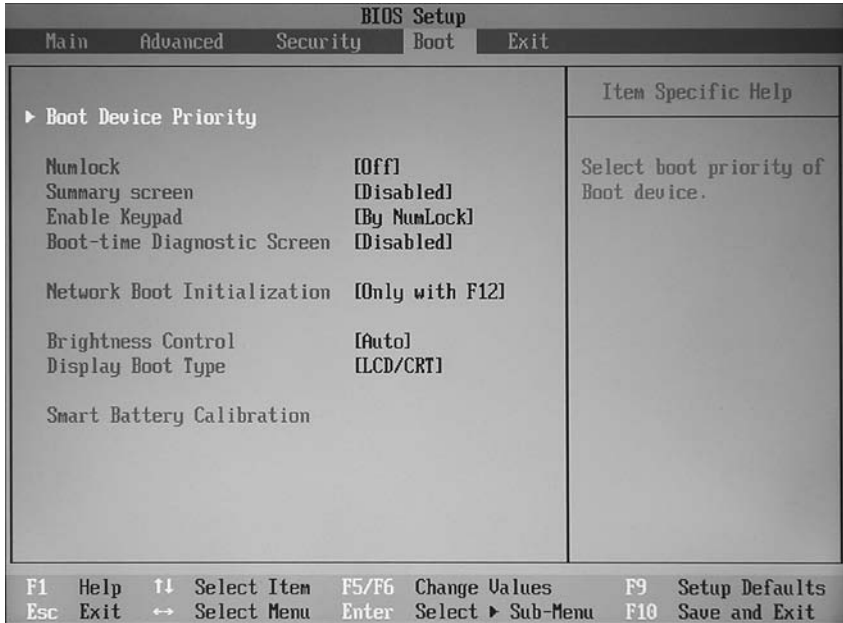 BIOS Setup
Main Advanced Security Boot Exit
Item Specific Help
▶ Boot Device Priority
Numlock [Off]
Select boot priority of
Summary screen [Disabled]
Boot device.
Enable Keypad [By NumLock]
Boot-time Diagnostic Screen [Disabled]
Network Boot Initialization [Only with F12]
Brightness Control [Auto]
Display Boot Type [LCD/CRT]
Smart Battery Calibration
F1 Help ↑↓ Select Item F5/F6 Change Values F9 Setup Defaults
Esc Exit ↔ Select Menu Enter Select ▶ Sub-Menu F10 Save and Exit